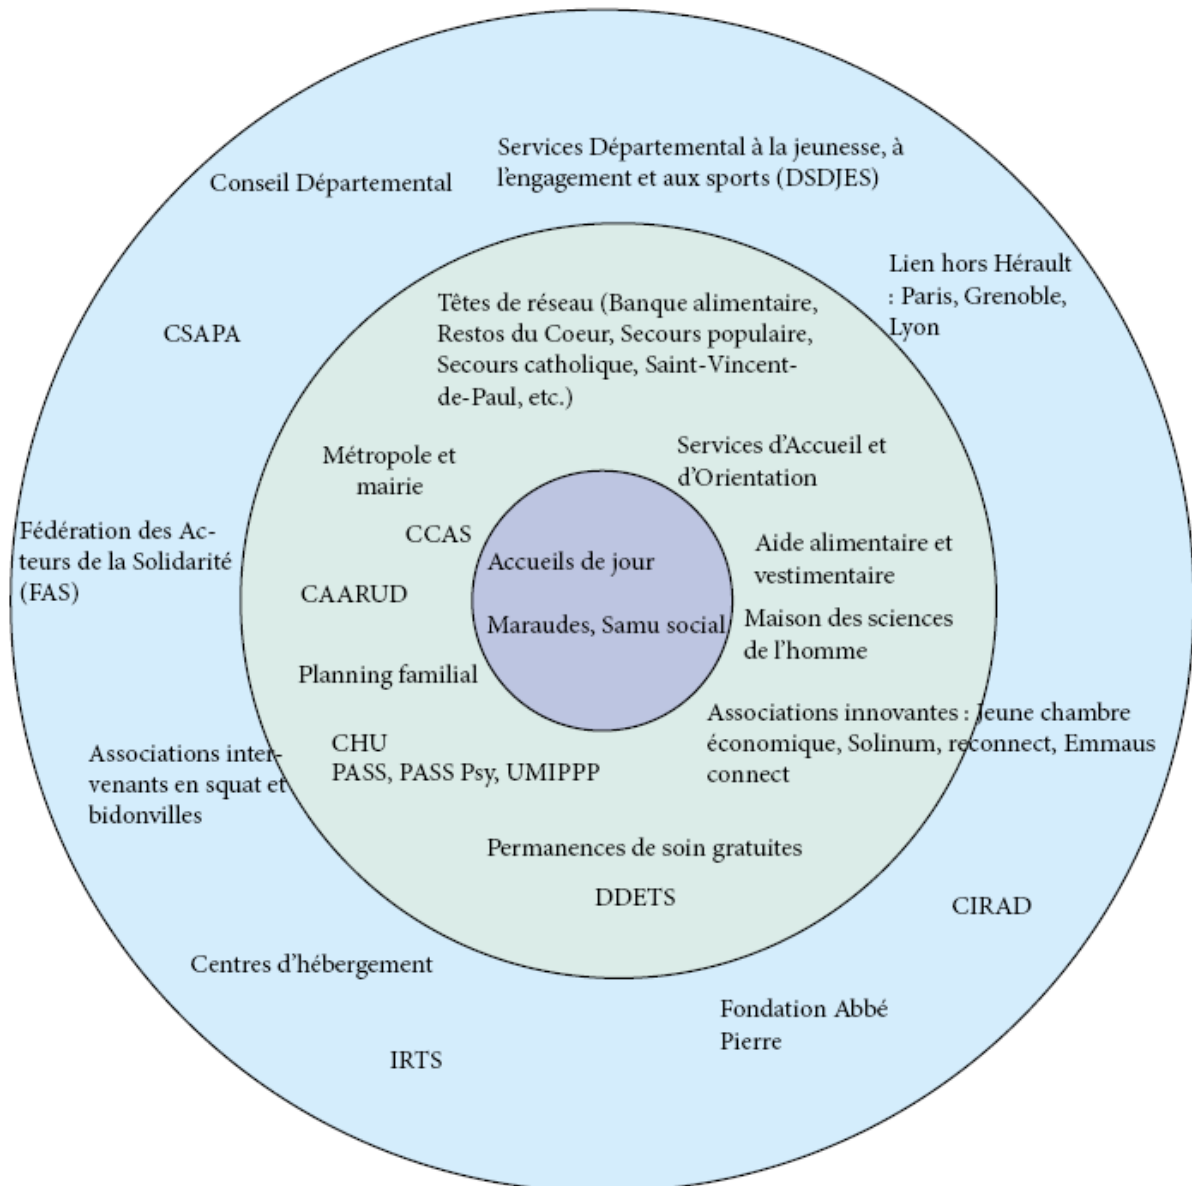 Services Départemental à la jeunesse, à
l'engagement et aux sports (DSDJES)
Conseil Départemental
Lien hors Hérault
: Paris, Grenoble,
Lyon
CSAPA
Têtes de réseau (Banque alimentaire,
Restos du Coeur, Secours populaire,
Secours catholique, Saint-Vincent-
de-Paul, etc.)
Métropole et
mairie
Services d'Accueil et
d'Orientation
Fédération des Ac-
teurs de la Solidarité
(FAS)
CCAS
Accueils de jour
Aide alimentaire et
vestimentaire
CAARUD
Maraudes, Samu social
Maison des sciences
de l'homme
Planning familial
Associations innovantes : Jeune chambre
économique, Solinum, reconnect, Emmaus
connect
CHU
PASS, PASS Psy, UMIPPP
Associations inter-
venants en squat et
bidonvilles
Permanences de soin gratuites
DDETS
CIRAD
Centres d'hébergement
Fondation Abbé
Pierre
IRTS